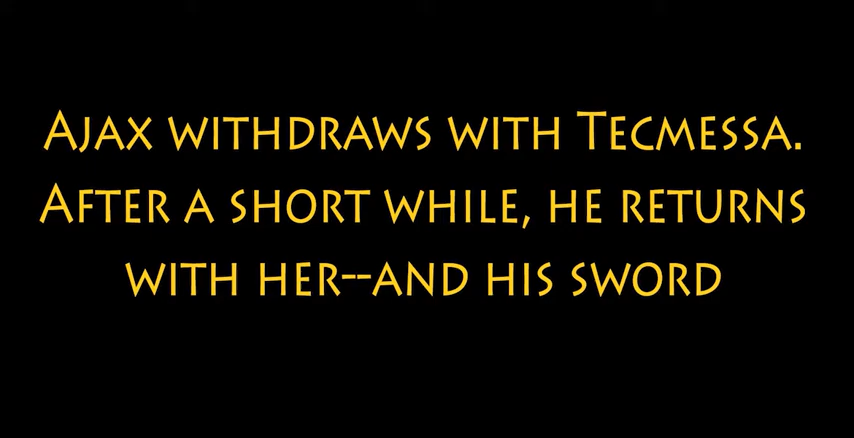 Ajax withdraws with Tecmessa.
After a short while, he returns
with her--and his sword